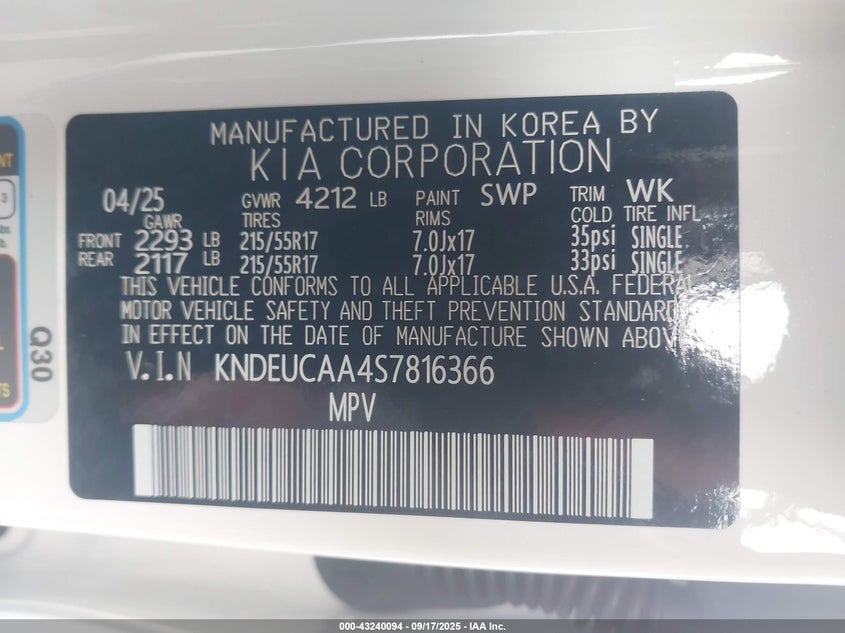 MANUFACTURED IN KOREA BY
KIA CORPORATION
04/25 GVWR 4212 LB PAINT SWP TRIM WK
GAWR TIRES RIMS COLD TIRE INFL
FRONT 2293 LB 215/55R17 7.0Jx17 35psi SINGLE
REAR 2117 LB 215/55R17 7.0Jx17 33psi SINGLE
THIS VEHICLE CONFORMS TO ALL APPLICABLE U.S.A. FEDERAL
MOTOR VEHICLE SAFETY AND THEFT PREVENTION STANDARD
IN EFFECT ON THE DATE OF MANUFACTURE SHOWN ABOV
V.I.N KNDEUCAA4S7816366
MPV
Q30
NT
3
000-43240094 - 09/17/2025 - IAA Inc.